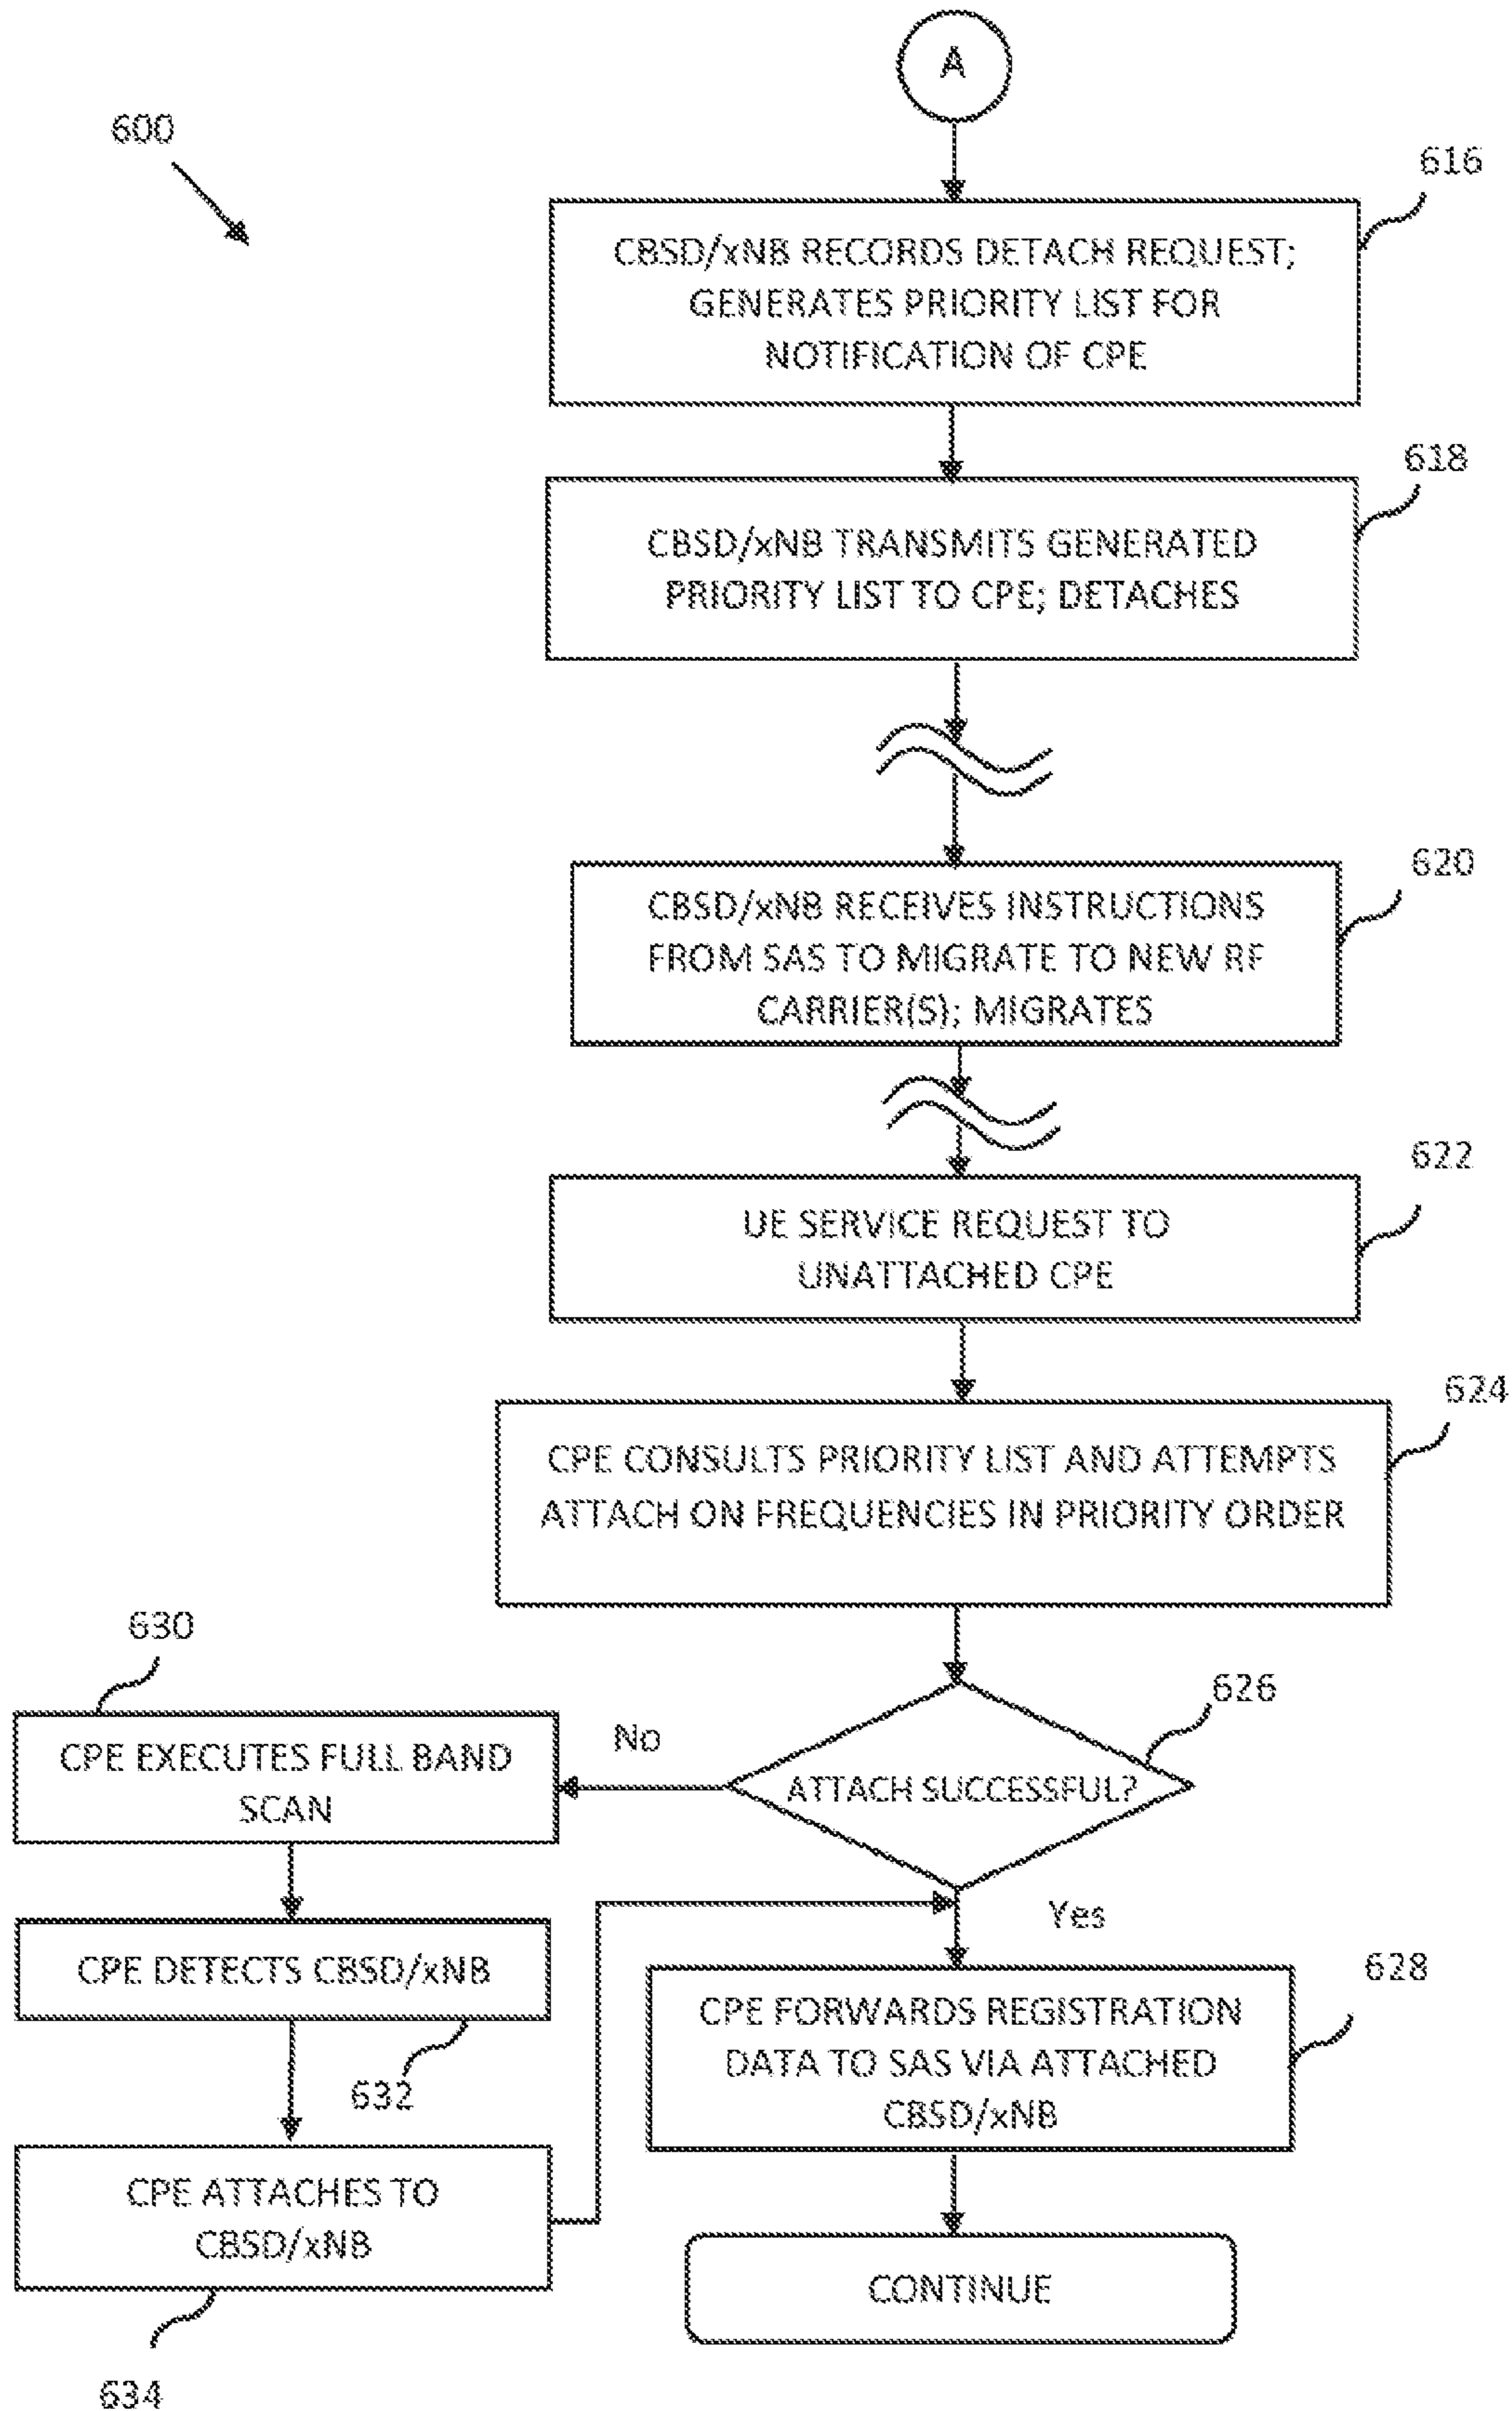 A
600
616
CBSD/xNB RECORDS DETACH REQUEST;
GENERATES PRIORITY LIST FOR
NOTIFICATION OF CPE
618
CBSD/xNB TRANSMITS GENERATED
PRIORITY LIST TO CPE; DETACHES
620
CBSD/xNB RECEIVES INSTRUCTIONS
FROM SAS TO MIGRATE TO NEW RF
CARRIER(S); MIGRATES
622
UE SERVICE REQUEST TO
UNATTACHED CPE
624
CPE CONSULTS PRIORITY LIST AND ATTEMPTS
ATTACH ON FREQUENCIES IN PRIORITY ORDER
630
626
No
CPE EXECUTES FULL BAND
SCAN
ATTACH SUCCESSFUL?
Yes
CPE DETECTS CBSD/xNB
628
632
CPE FORWARDS REGISTRATION
DATA TO SAS VIA ATTACHED
CBSD/xNB
CPE ATTACHES TO
CBSD/xNB
CONTINUE
634